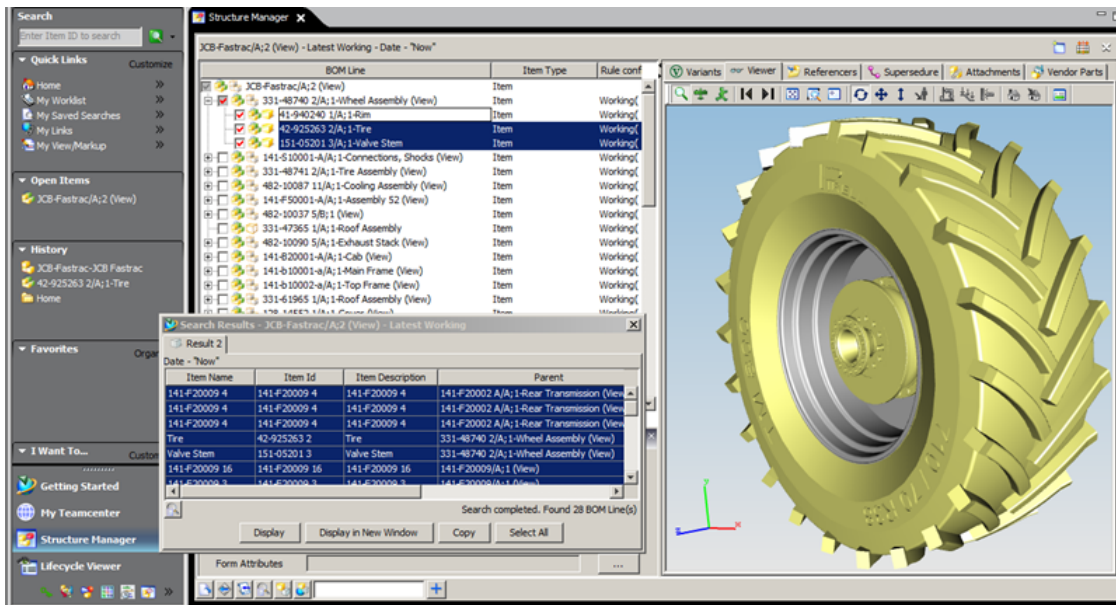 Search
Structure Manager
Enter Item ID to search
JCB-Fastrac/A;2 (View) - Latest Working - Date - "Now"
Quick Links
Customize
Home
My Worklist
My Saved Searches
My Links
My View/Markup
Open Items
JCB-Fastrac/A;2 (View)
History
JCB-Fastrac-JCB Fastrac
42-925263 2/A;1-Tire
Home
Favorites
I Want To...
Getting Started
My Teamcenter
Structure Manager
Lifecycle Viewer
BOM Line Item Type Rule conf
JCB-Fastrac/A;2 (View) Item
331-48740 2/A;1-Wheel Assembly (View) Item Working(
41-940240 1/A;1-Rim Item Working(
42-925263 2/A;1-Tire Item Working(
151-05201 3/A;1-Valve Stem Item Working(
141-S10001-A/A;1-Connections, Shocks (View) Item Working(
331-48741 2/A;1-Tire Assembly (View) Item Working(
482-10087 11/A;1-Cooling Assembly (View) Item Working(
141-F50001-A/A;1-Assembly 52 (View) Item Working(
482-10037 5/B;1 (View) Item Working(
331-47365 1/A;1-Roof Assembly Item Working(
482-10090 5/A;1-Exhaust Stack (View) Item Working(
141-B20001-A/A;1-Cab (View) Item Working(
141-b10001-a/A;1-Main Frame (View) Item Working(
141-b10002-a/A;1-Top Frame (View) Item Working(
331-61965 1/A;1-Roof Assembly (View) Item Working(
Variants Viewer Referencers Supersedure Attachments Vendor Parts
Search Results - JCB-Fastrac/A;2 (View) - Latest Working
Result 2
Date - "Now"
Item Name Item Id Item Description Parent
141-F20009 4 141-F20009 4 141-F20009 4 141-F20002 A/A;1-Rear Transmission (View
141-F20009 4 141-F20009 4 141-F20009 4 141-F20002 A/A;1-Rear Transmission (View
141-F20009 4 141-F20009 4 141-F20009 4 141-F20002 A/A;1-Rear Transmission (View
Tire 42-925263 2 Tire 331-48740 2/A;1-Wheel Assembly (View)
Valve Stem 151-05201 3 Valve Stem 331-48740 2/A;1-Wheel Assembly (View)
141-F20009 16 141-F20009 16 141-F20009 16 141-F20009/A;1 (View)
141-F20009 3 141-F20009 3 141-F20009 3 141-F20009/A;1 (View)
Search completed. Found 28 BOM Line(s)
Display Display in New Window Copy Select All
Form Attributes
...